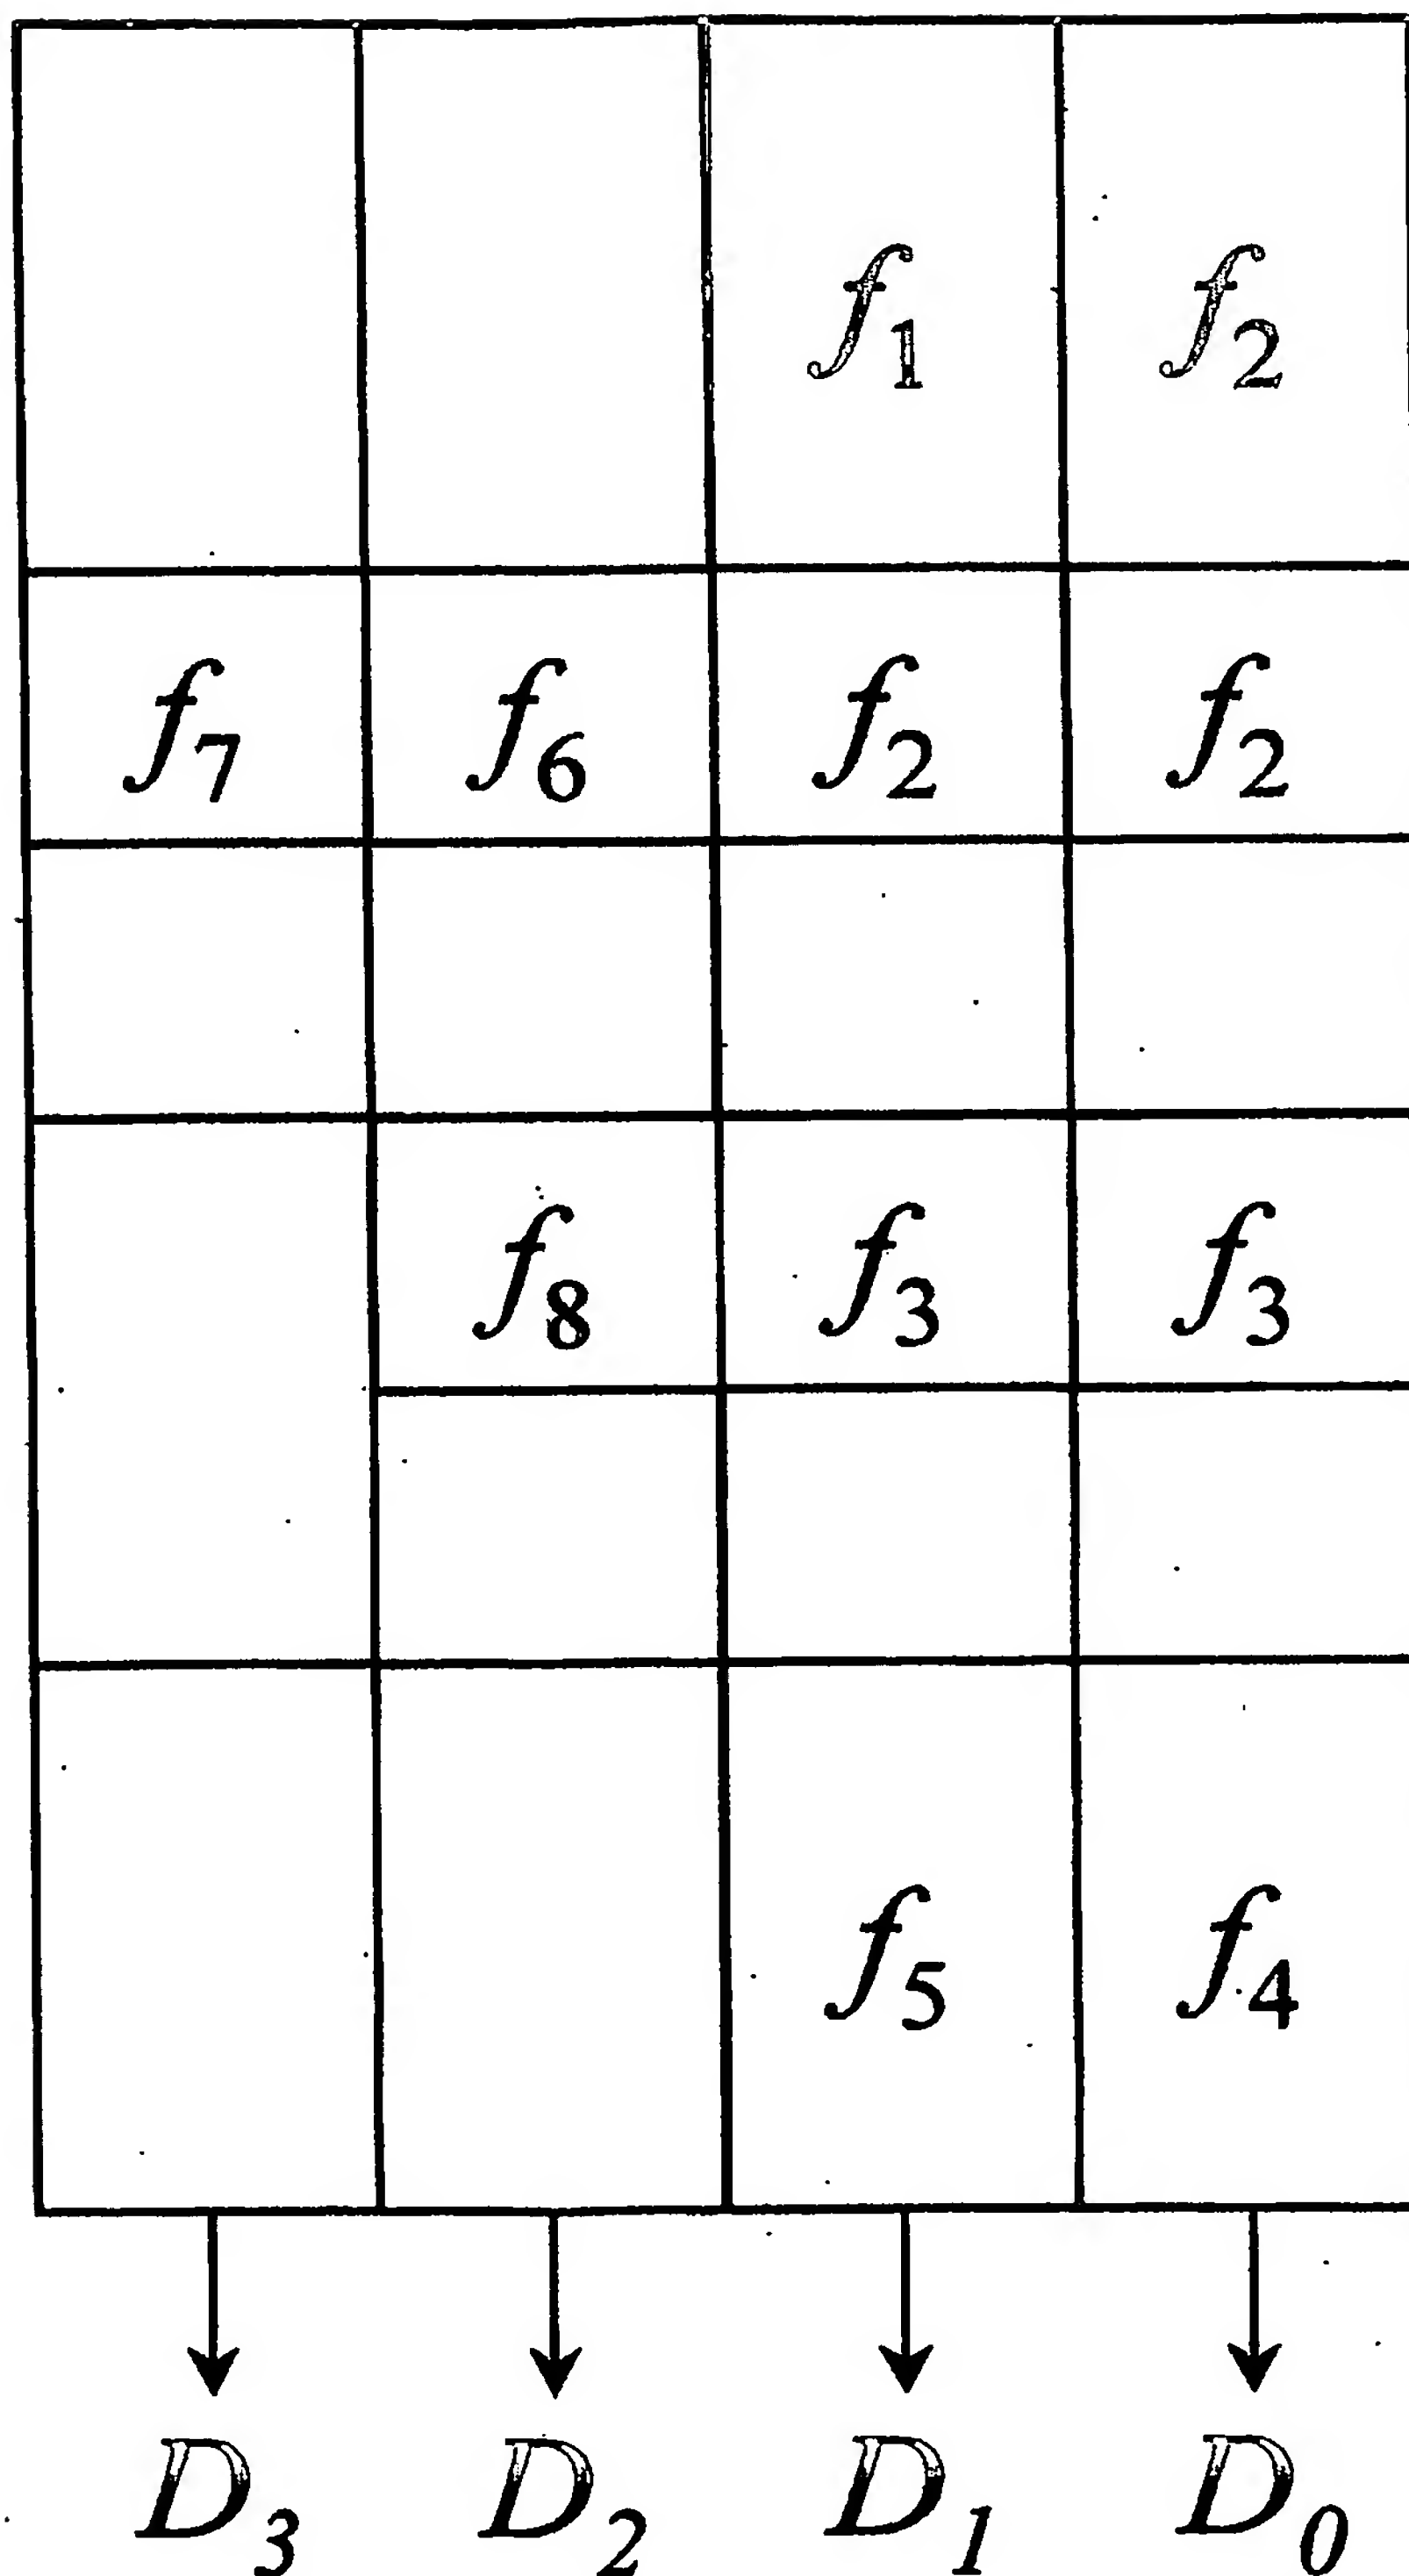 f₁ f₂
f₇ f₆ f₂ f₂
f₈ f₃ f₃
f₅ f₄
D₃ D₂ D₁ D₀